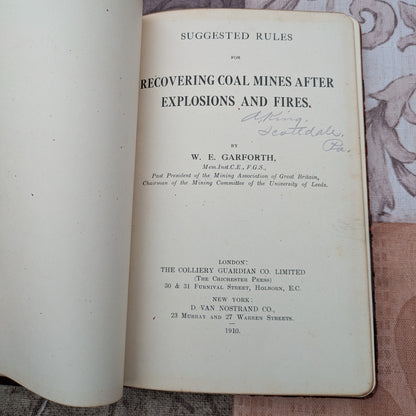 SUGGESTED RULES
FOR
RECOVERING COAL MINES AFTER
EXPLOSIONS AND FIRES.
A. King.
Scottdale,
Pa.
BY
W. E. GARFORTH,
Mem.Inst.C.E., F.G.S.,
Past President of the Mining Association of Great Britain,
Chairman of the Mining Committee of the University of Leeds.
LONDON:
THE COLLIERY GUARDIAN CO. LIMITED
(THE CHICHESTER PRESS)
30 & 31 FURNIVAL STREET, HOLBORN, E.C.
NEW YORK:
D. VAN NOSTRAND CO.,
23 MURRAY AND 27 WARREN STREETS.
1910.